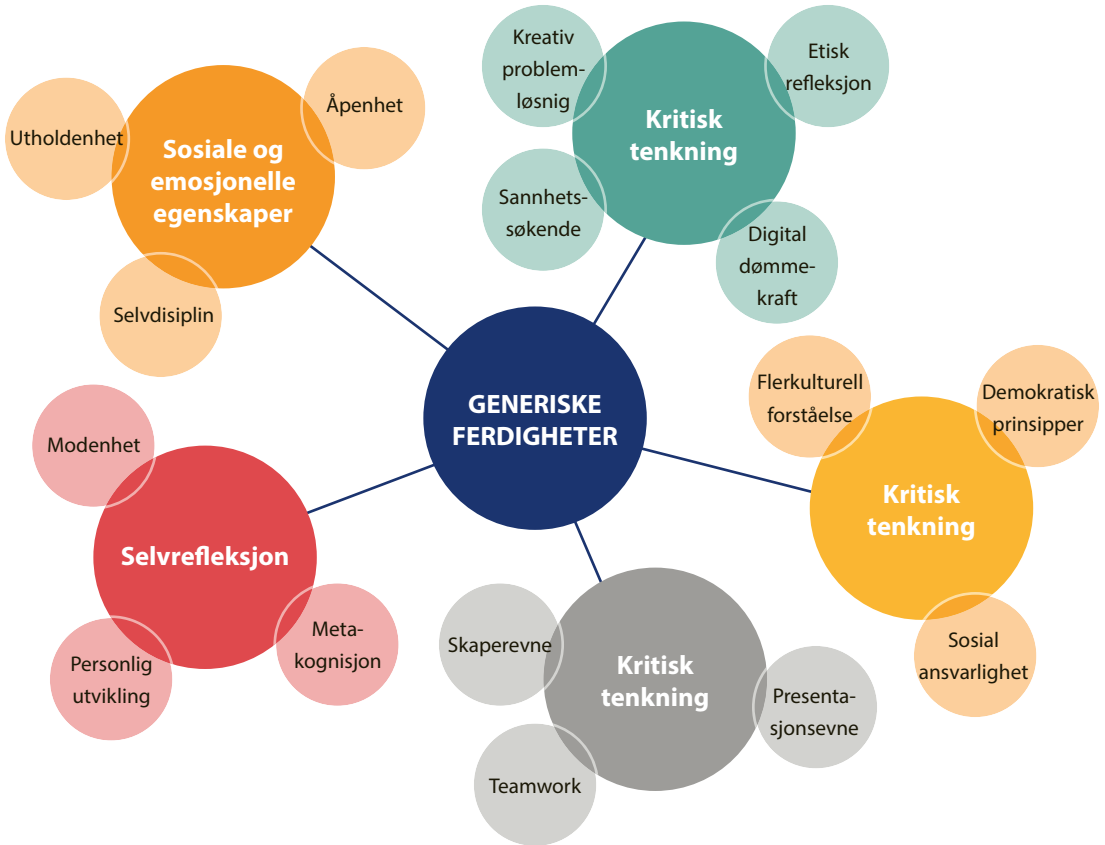 Utholdenhet
Åpenhet
Sosiale og
emosjonelle
egenskaper
Selvdisiplin
Kreativ
problem-
løsnig
Etisk
refleksjon
Kritisk
tenkning
Sannhets-
søkende
Digital
dømme-
kraft
GENERISKE
FERDIGHETER
Flerkulturell
forståelse
Demokratisk
prinsipper
Kritisk
tenkning
Sosial
ansvarlighet
Modenhet
Selvrefleksjon
Personlig
utvikling
Meta-
kognisjon
Skaperevne
Kritisk
tenkning
Presenta-
sjonsevne
Teamwork